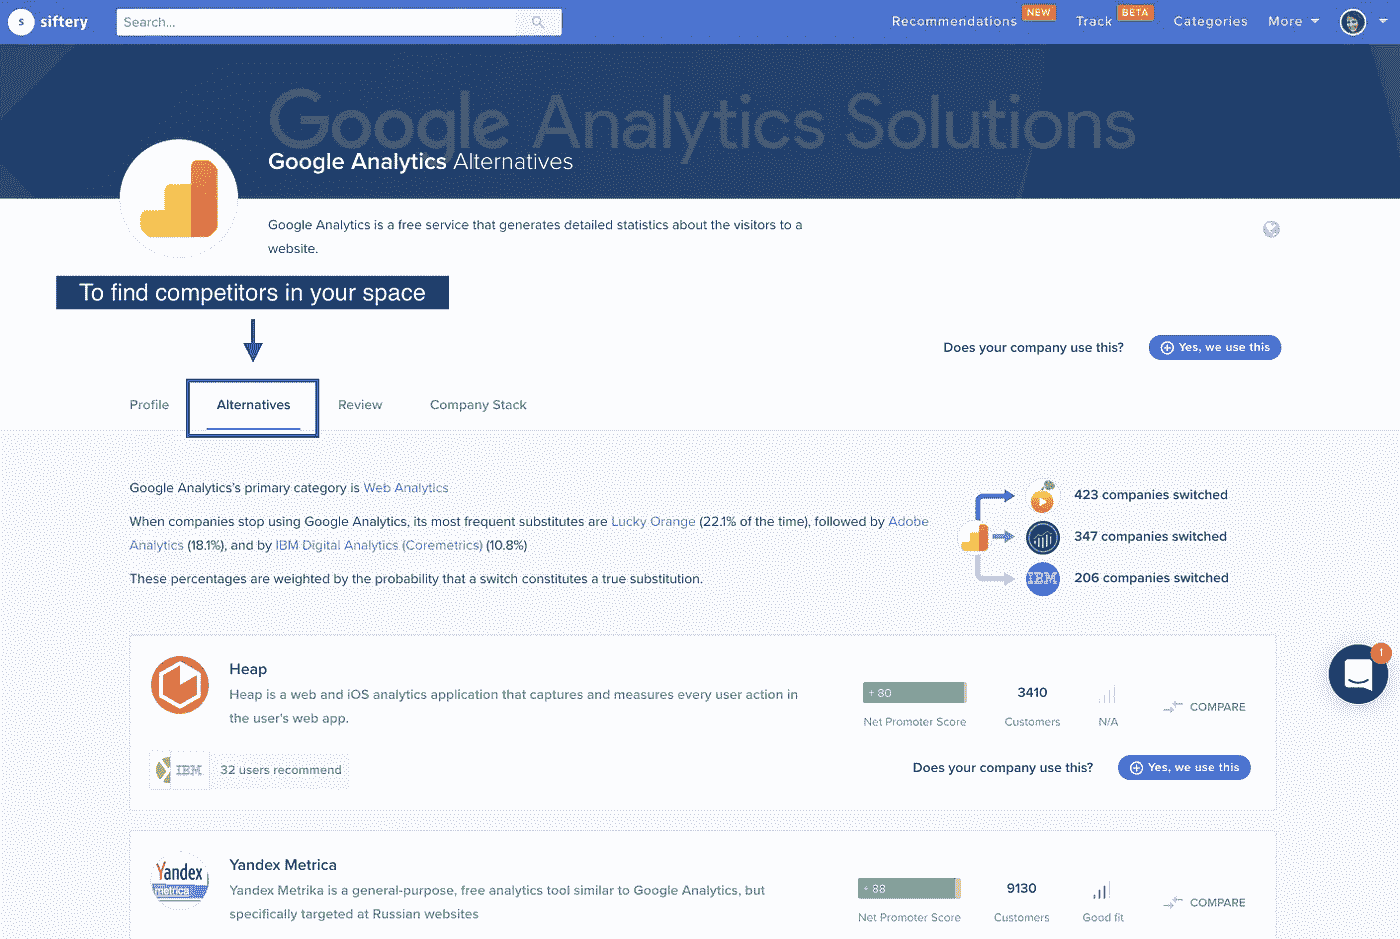 s siftery
Search...
Recommendations NEW Track BETA Categories More
Google Analytics Solutions
Google Analytics Alternatives
Google Analytics is a free service that generates detailed statistics about the visitors to a
website.
To find competitors in your space
Does your company use this? Yes, we use this
Profile Alternatives Review Company Stack
Google Analytics's primary category is Web Analytics
When companies stop using Google Analytics, its most frequent substitutes are Lucky Orange (22.1% of the time), followed by Adobe
Analytics (18.1%), and by IBM Digital Analytics (Coremetrics) (10.8%)
These percentages are weighted by the probability that a switch constitutes a true substitution.
423 companies switched
347 companies switched
IBM 206 companies switched
Heap
Heap is a web and iOS analytics application that captures and measures every user action in
the user's web app.
+ 80 3410
Net Promoter Score Customers N/A
COMPARE
IBM 32 users recommend
Does your company use this? Yes, we use this
1
Yandex
metrica
Yandex Metrica
Yandex Metrika is a general-purpose, free analytics tool similar to Google Analytics, but
specifically targeted at Russian websites
+ 88 9130
Net Promoter Score Customers Good fit
COMPARE